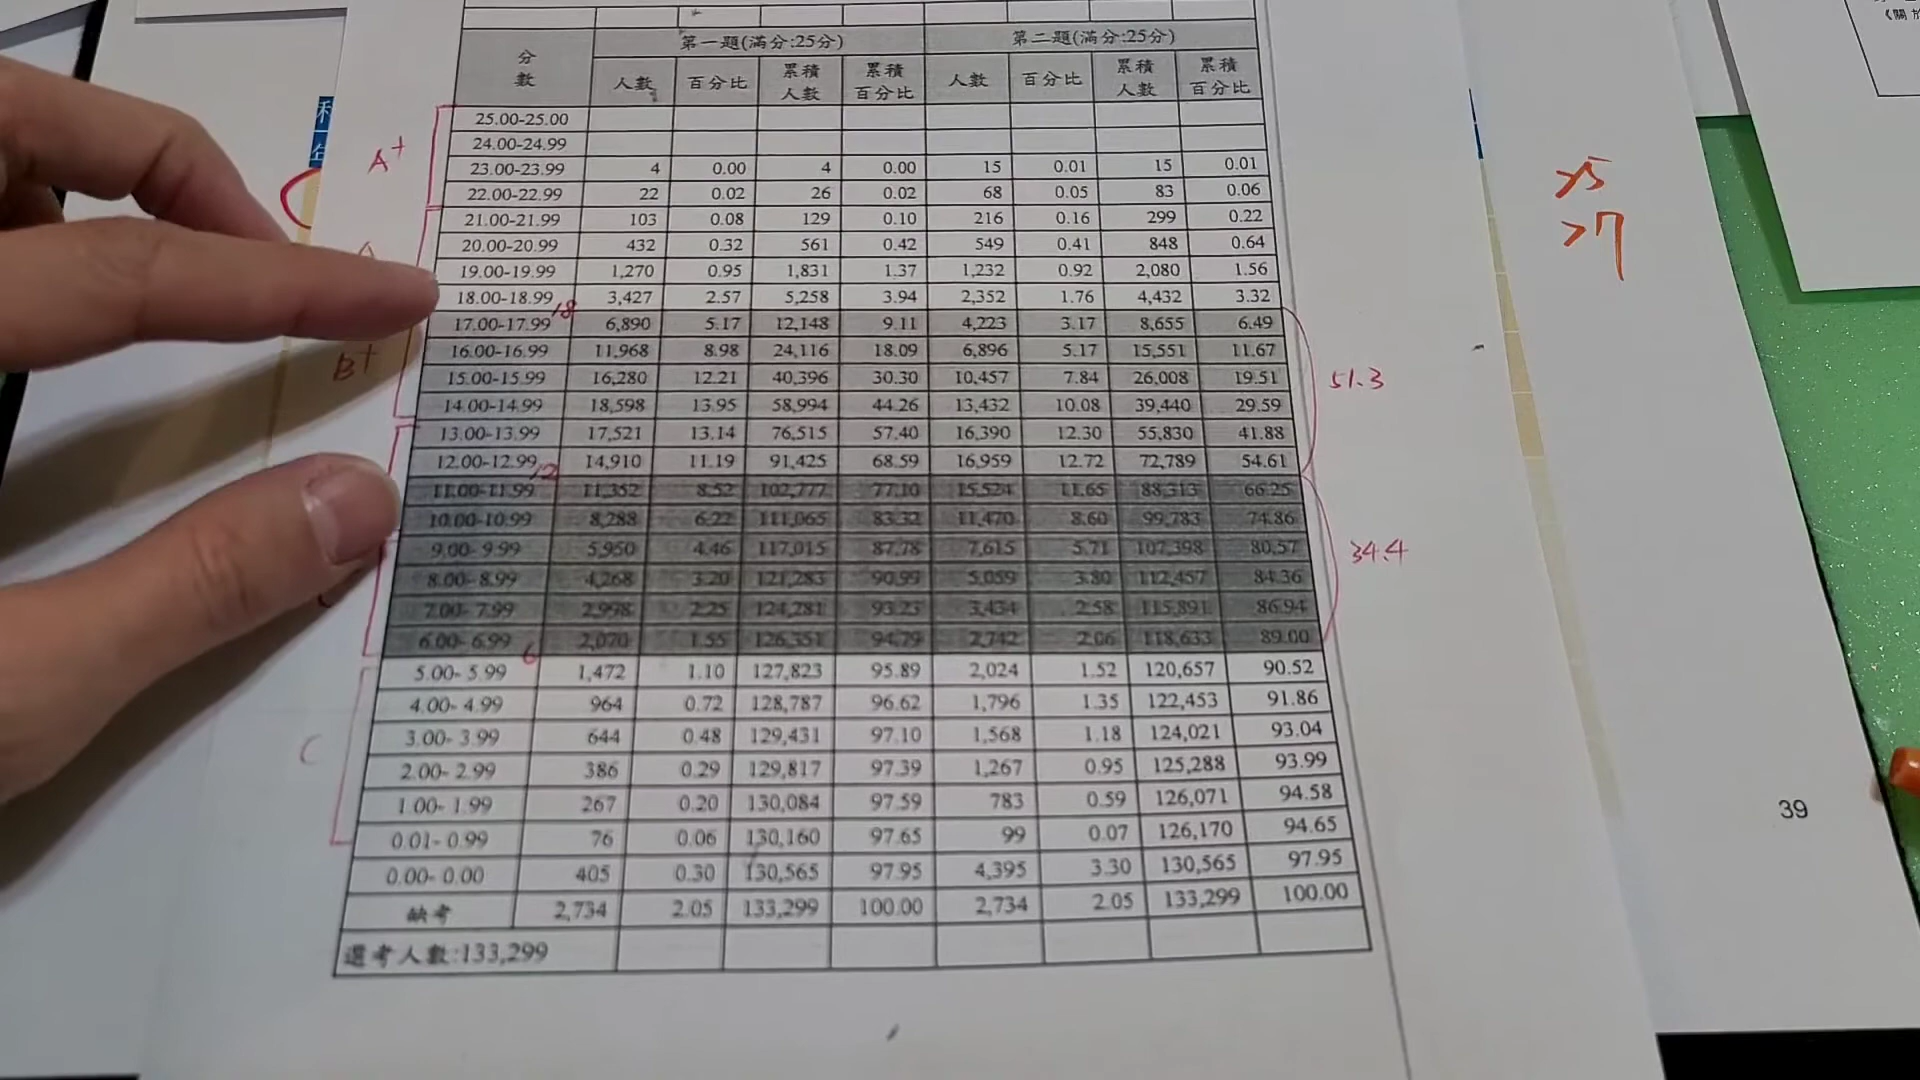 《關於
分數 第一題(滿分:25分) 第二題(滿分:25分)
人數 百分比 累積人數 累積百分比 人數 百分比 累積人數 累積百分比
25.00-25.00
24.00-24.99
23.00-23.99 4 0.00 4 0.00 15 0.01 15 0.01
22.00-22.99 22 0.02 26 0.02 68 0.05 83 0.06
21.00-21.99 103 0.08 129 0.10 216 0.16 299 0.22
20.00-20.99 432 0.32 561 0.42 549 0.41 848 0.64
19.00-19.99 1,270 0.95 1,831 1.37 1,232 0.92 2,080 1.56
18.00-18.99 3,427 2.57 5,258 3.94 2,352 1.76 4,432 3.32
17.00-17.99 6,890 5.17 12,148 9.11 4,223 3.17 8,655 6.49
16.00-16.99 11,968 8.98 24,116 18.09 6,896 5.17 15,551 11.67
15.00-15.99 16,280 12.21 40,396 30.30 10,457 7.84 26,008 19.51
14.00-14.99 18,598 13.95 58,994 44.26 13,432 10.08 39,440 29.59
13.00-13.99 17,521 13.14 76,515 57.40 16,390 12.30 55,830 41.88
12.00-12.99 14,910 11.19 91,425 68.59 16,959 12.72 72,789 54.61
11.00-11.99 11,352 8.52 102,777 77.10 15,524 11.65 88,313 66.25
10.00-10.99 8,288 6.22 111,065 83.32 11,470 8.60 99,783 74.86
9.00- 9.99 5,950 4.46 117,015 87.78 7,615 5.71 107,398 80.57
8.00- 8.99 4,268 3.20 121,283 90.99 5,059 3.80 112,457 84.36
7.00- 7.99 2,998 2.25 124,281 93.23 3,434 2.58 115,891 86.94
6.00- 6.99 2,070 1.55 126,351 94.79 2,742 2.06 118,633 89.00
5.00- 5.99 1,472 1.10 127,823 95.89 2,024 1.52 120,657 90.52
4.00- 4.99 964 0.72 128,787 96.62 1,796 1.35 122,453 91.86
3.00- 3.99 644 0.48 129,431 97.10 1,568 1.18 124,021 93.04
2.00- 2.99 386 0.29 129,817 97.39 1,267 0.95 125,288 93.99
1.00- 1.99 267 0.20 130,084 97.59 783 0.59 126,071 94.58
0.01- 0.99 76 0.06 130,160 97.65 99 0.07 126,170 94.65
0.00- 0.00 405 0.30 130,565 97.95 4,395 3.30 130,565 97.95
缺考 2,734 2.05 133,299 100.00 2,734 2.05 133,299 100.00
選考人數:133,299
A+
B+
C
18
12
6
51.3
34.4
>5
>7
39